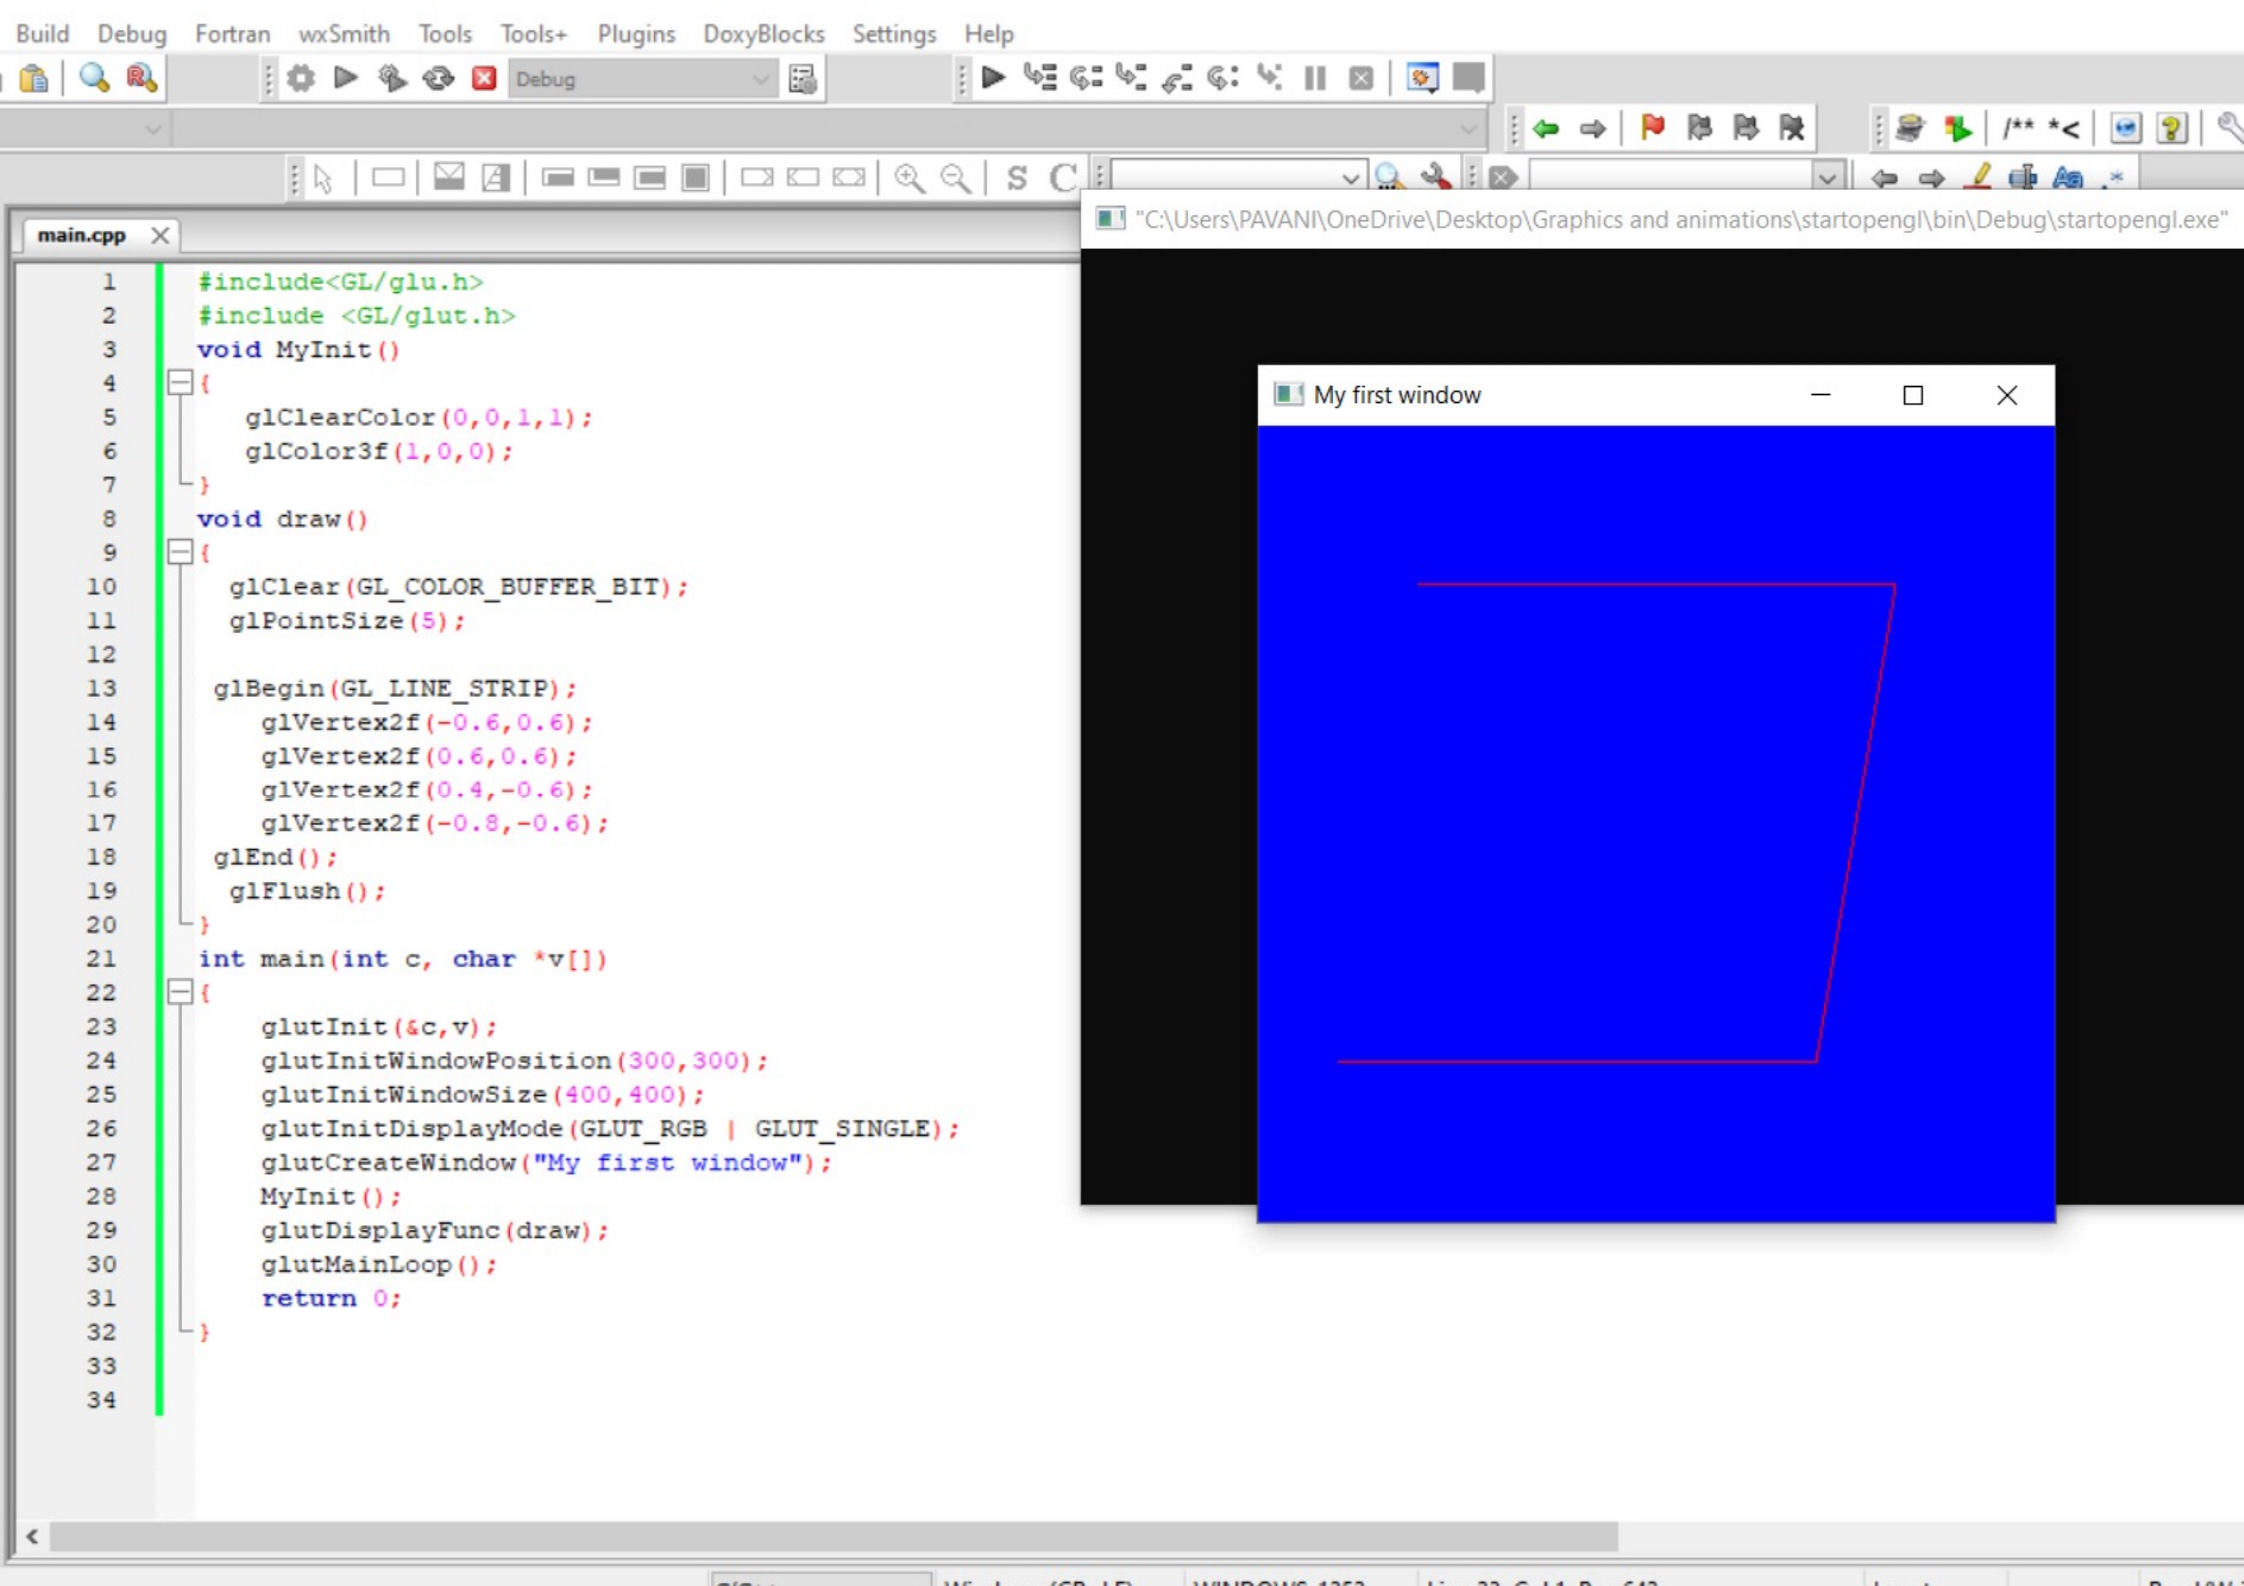 Build Debug Fortran wxSmith Tools Tools+ Plugins DoxyBlocks Settings Help
Debug
/** *<
S C
main.cpp
"C:\Users\PAVANI\OneDrive\Desktop\Graphics and animations\startopengl\bin\Debug\startopengl.exe"
My first window
1 #include<GL/glu.h>
2 #include <GL/glut.h>
3 void MyInit()
4 {
5 glClearColor(0,0,1,1);
6 glColor3f(1,0,0);
7 }
8 void draw()
9 {
10 glClear(GL_COLOR_BUFFER_BIT);
11 glPointSize(5);
12
13 glBegin(GL_LINE_STRIP);
14 glVertex2f(-0.6,0.6);
15 glVertex2f(0.6,0.6);
16 glVertex2f(0.4,-0.6);
17 glVertex2f(-0.8,-0.6);
18 glEnd();
19 glFlush();
20 }
21 int main(int c, char *v[])
22 {
23 glutInit(&c,v);
24 glutInitWindowPosition(300,300);
25 glutInitWindowSize(400,400);
26 glutInitDisplayMode(GLUT_RGB | GLUT_SINGLE);
27 glutCreateWindow("My first window");
28 MyInit();
29 glutDisplayFunc(draw);
30 glutMainLoop();
31 return 0;
32 }
33
34